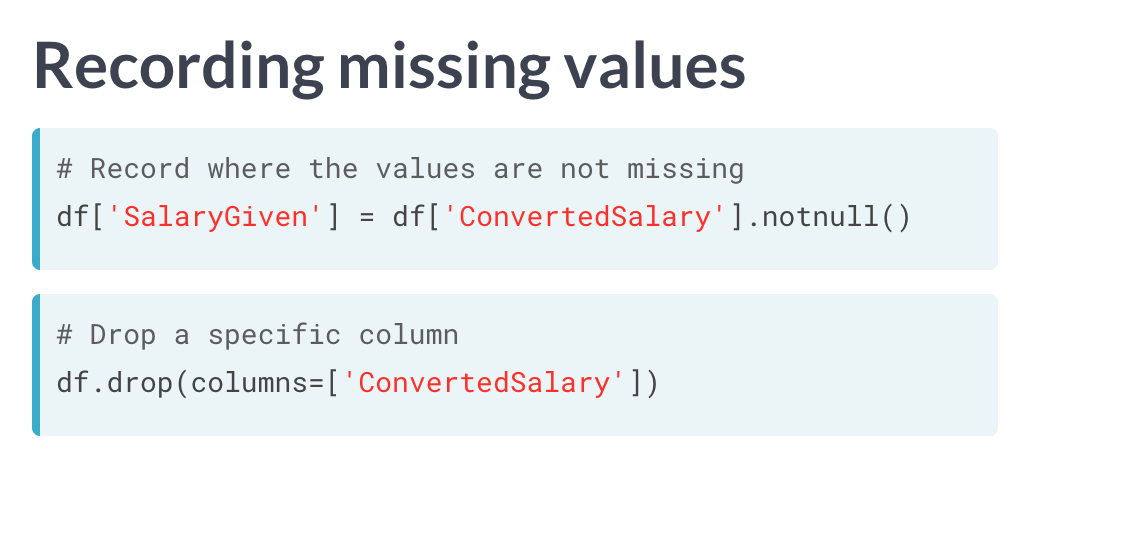 Recording missing values
# Record where the values are not missing
df['SalaryGiven'] = df['ConvertedSalary'].notnull()
# Drop a specific column
df.drop(columns=['ConvertedSalary'])